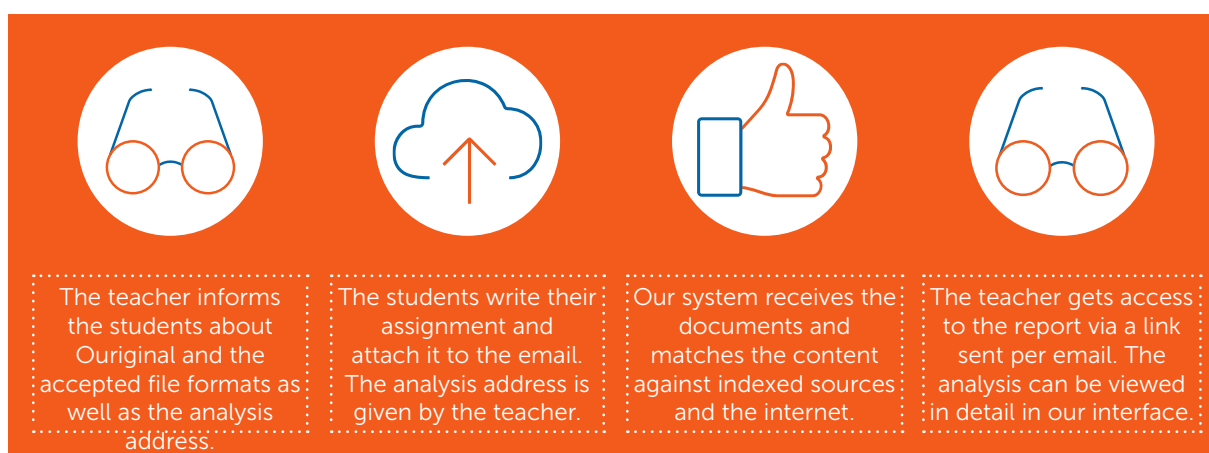 The teacher informs
the students about
Ouriginal and the
accepted file formats as
well as the analysis
address.
The students write their
assignment and
attach it to the email.
The analysis address is
given by the teacher.
Our system receives the
documents and
matches the content
against indexed sources
and the internet.
The teacher gets access
to the report via a link
sent per email. The
analysis can be viewed
in detail in our interface.